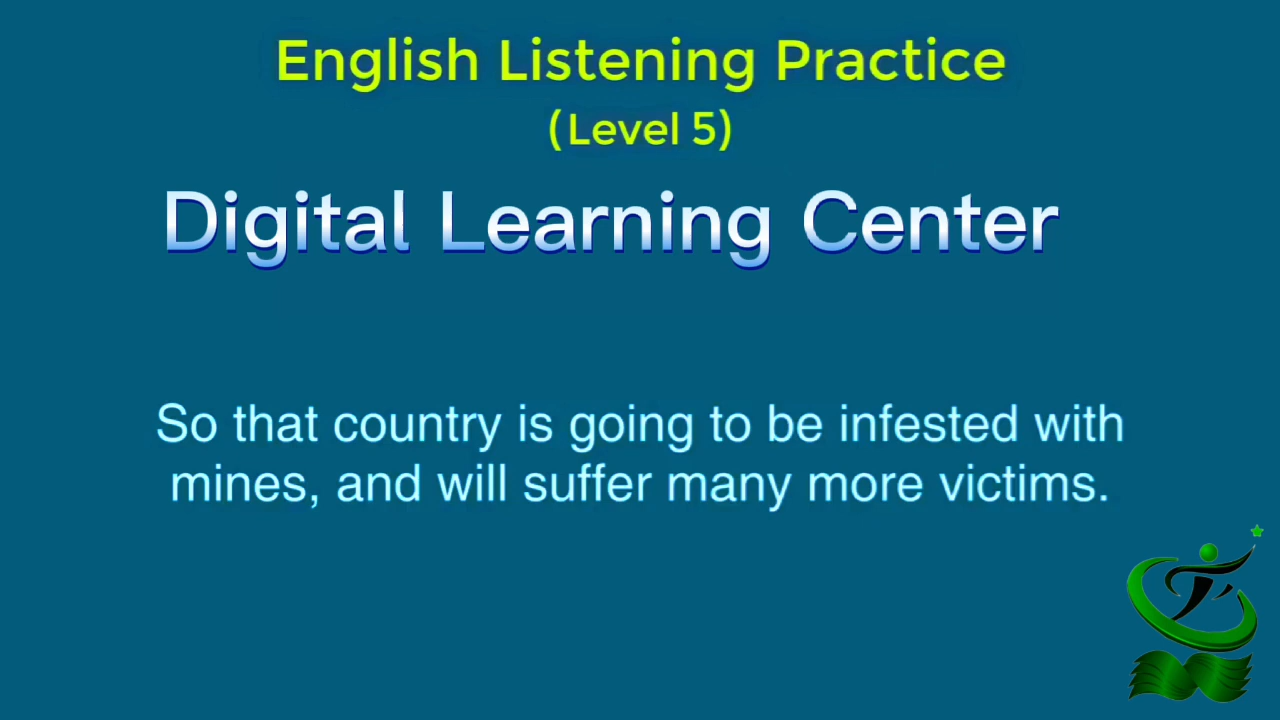 English Listening Practice
(Level 5)
Digital Learning Center
So that country is going to be infested with
mines, and will suffer many more victims.